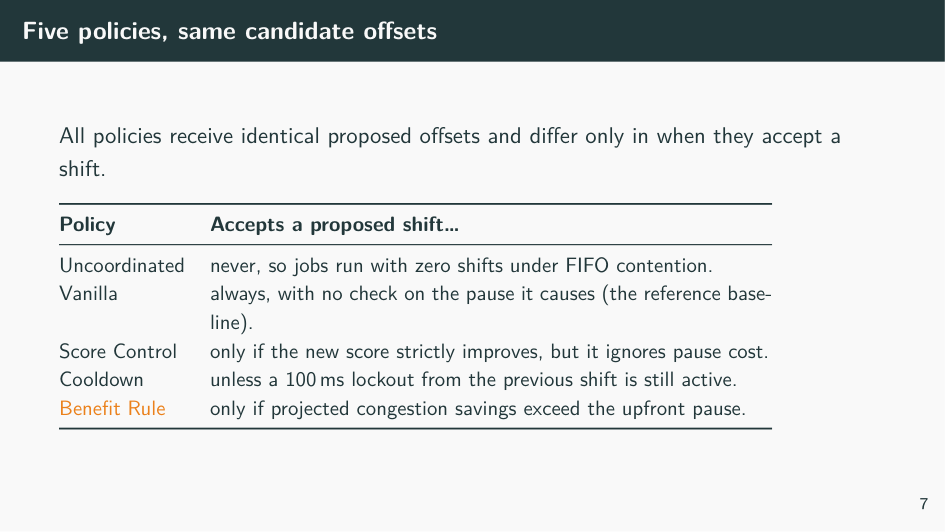 Five policies, same candidate offsets
All policies receive identical proposed offsets and differ only in when they accept a
shift.
Policy Accepts a proposed shift…
Uncoordinated never, so jobs run with zero shifts under FIFO contention.
Vanilla always, with no check on the pause it causes (the reference base-
line).
Score Control only if the new score strictly improves, but it ignores pause cost.
Cooldown unless a 100 ms lockout from the previous shift is still active.
Benefit Rule only if projected congestion savings exceed the upfront pause.
7